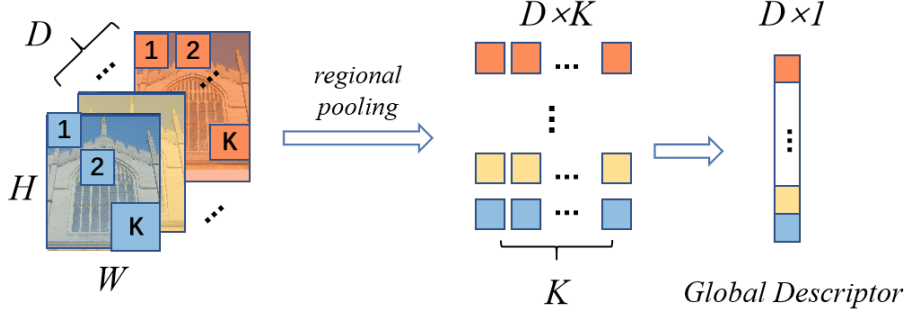 D
1 2
...
...
K
1
2
K
...
H
W
regional
pooling
D×K
...
...
...
...
K
D×1
...
Global Descriptor